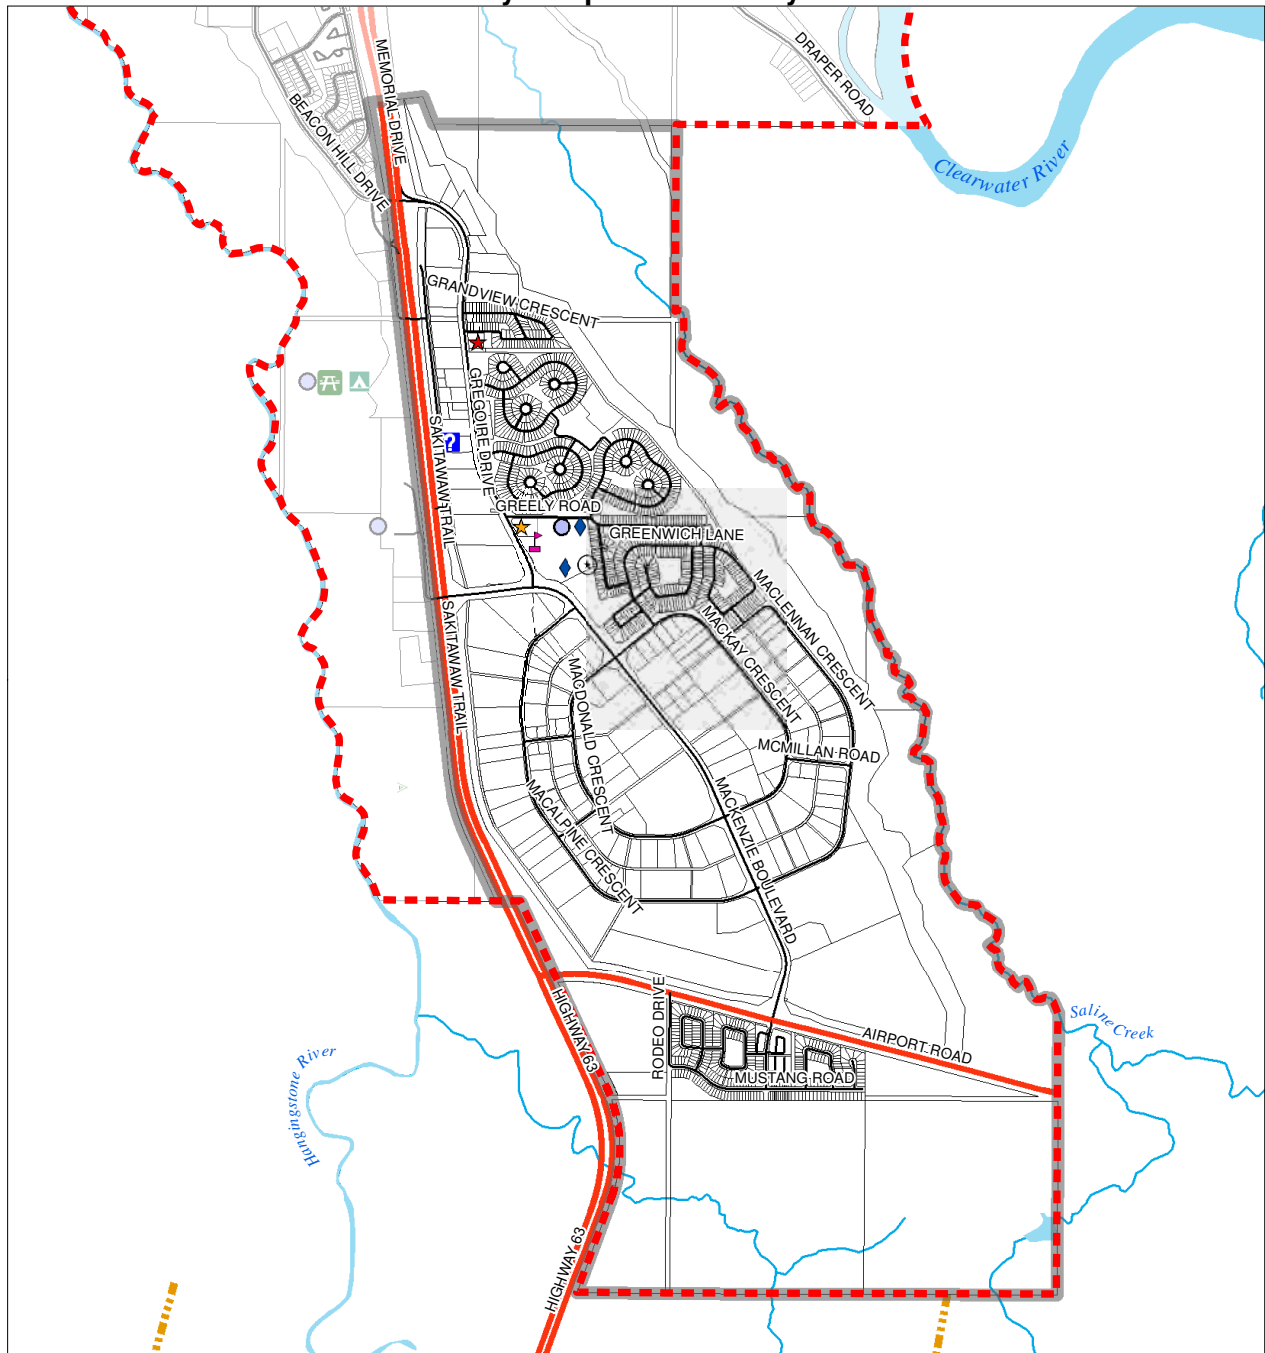 MEMORIAL DRIVE
DRAPER ROAD
BEACON HILL DRIVE
Clearwater River
GRANDVIEW CRESCENT
GREGOIRE DRIVE
SAKITAWAW TRAIL
?
GREELY ROAD
GREENWICH LANE
MACLENNAN CRESCENT
MACKAY CRESCENT
SAKITAWAW TRAIL
MACDONALD CRESCENT
MCMILLAN ROAD
MACALPINE CRESCENT
MACKENZIE BOULEVARD
HIGHWAY 63
RODEO DRIVE
Saline Creek
AIRPORT ROAD
MUSTANG ROAD
Hangingstone River
HIGHWAY 63